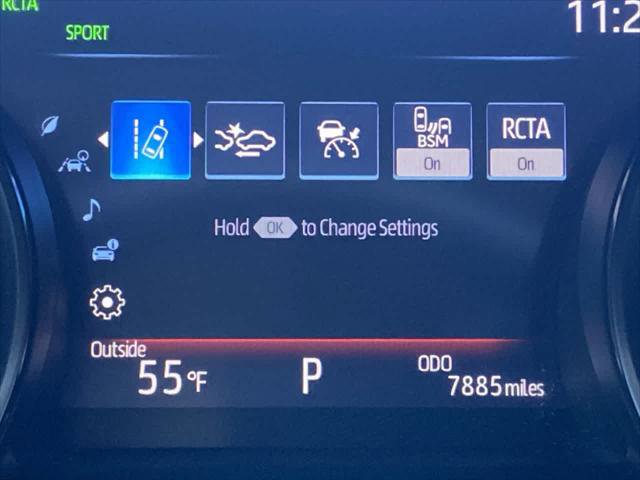 RCTA
SPORT
11:2
BSM
On
RCTA
On
Hold OK to Change Settings
Outside
55°F
P
ODO
7885 miles